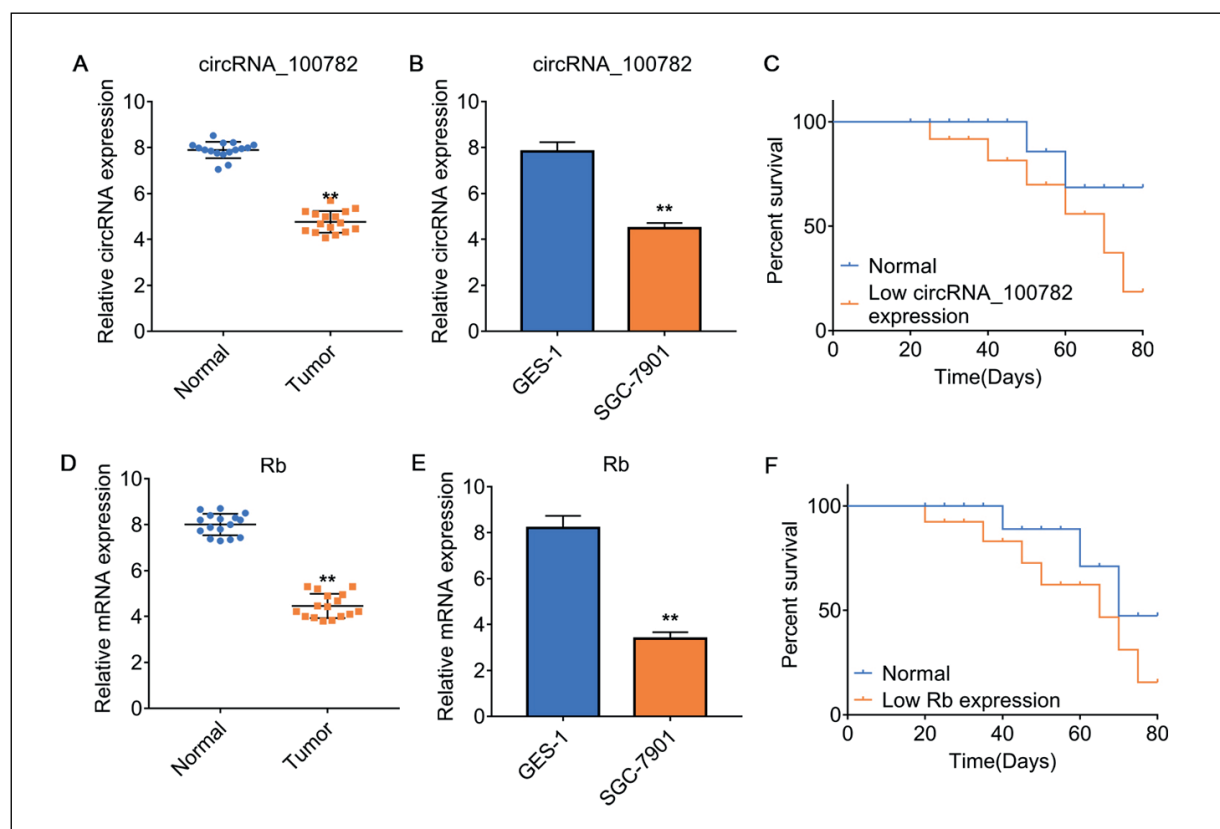 A
circRNA_100782
Relative circRNA expression
10
8
6
4
2
0
**
Normal
Tumor
B
circRNA_100782
Relative circRNA expression
10
8
6
4
2
0
**
GES-1
SGC-7901
C
Percent survival
100
50
0
Normal
Low circRNA_100782
expression
0
20
40
60
80
Time(Days)
D
Rb
Relative mRNA expression
10
8
6
4
2
0
**
Normal
Tumor
E
Rb
Relative mRNA expression
10
8
6
4
2
0
**
GES-1
SGC-7901
F
Percent survival
100
50
0
Normal
Low Rb expression
0
20
40
60
80
Time(Days)